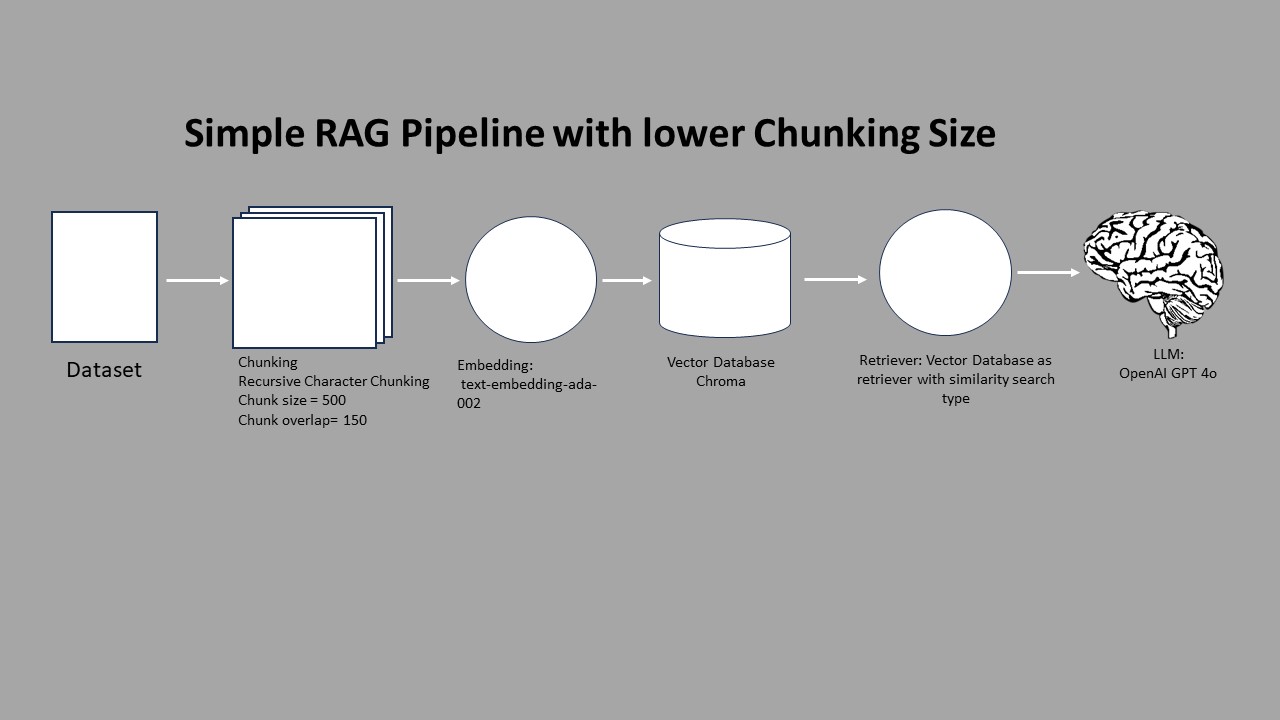 Simple RAG Pipeline with lower Chunking Size
Dataset
Chunking
Recursive Character Chunking
Chunk size = 500
Chunk overlap= 150
Embedding:
text-embedding-ada-
002
Vector Database
Chroma
Retriever: Vector Database as
retriever with similarity search
type
LLM:
OpenAI GPT 4o